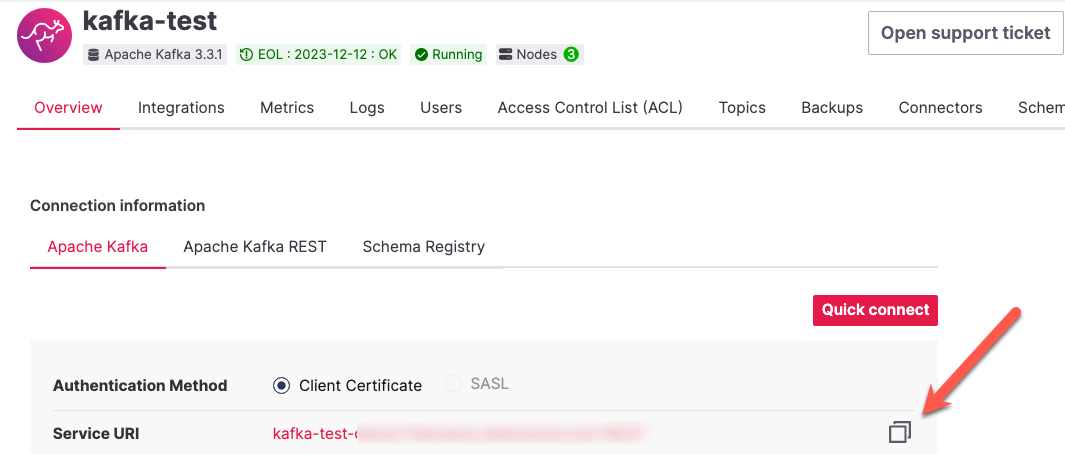 kafka-test
Open support ticket
Apache Kafka 3.3.1 EOL : 2023-12-12 : OK Running Nodes 3
Overview Integrations Metrics Logs Users Access Control List (ACL) Topics Backups Connectors Schem
Connection information
Apache Kafka Apache Kafka REST Schema Registry
Quick connect
Authentication Method Client Certificate SASL
Service URI kafka-test-